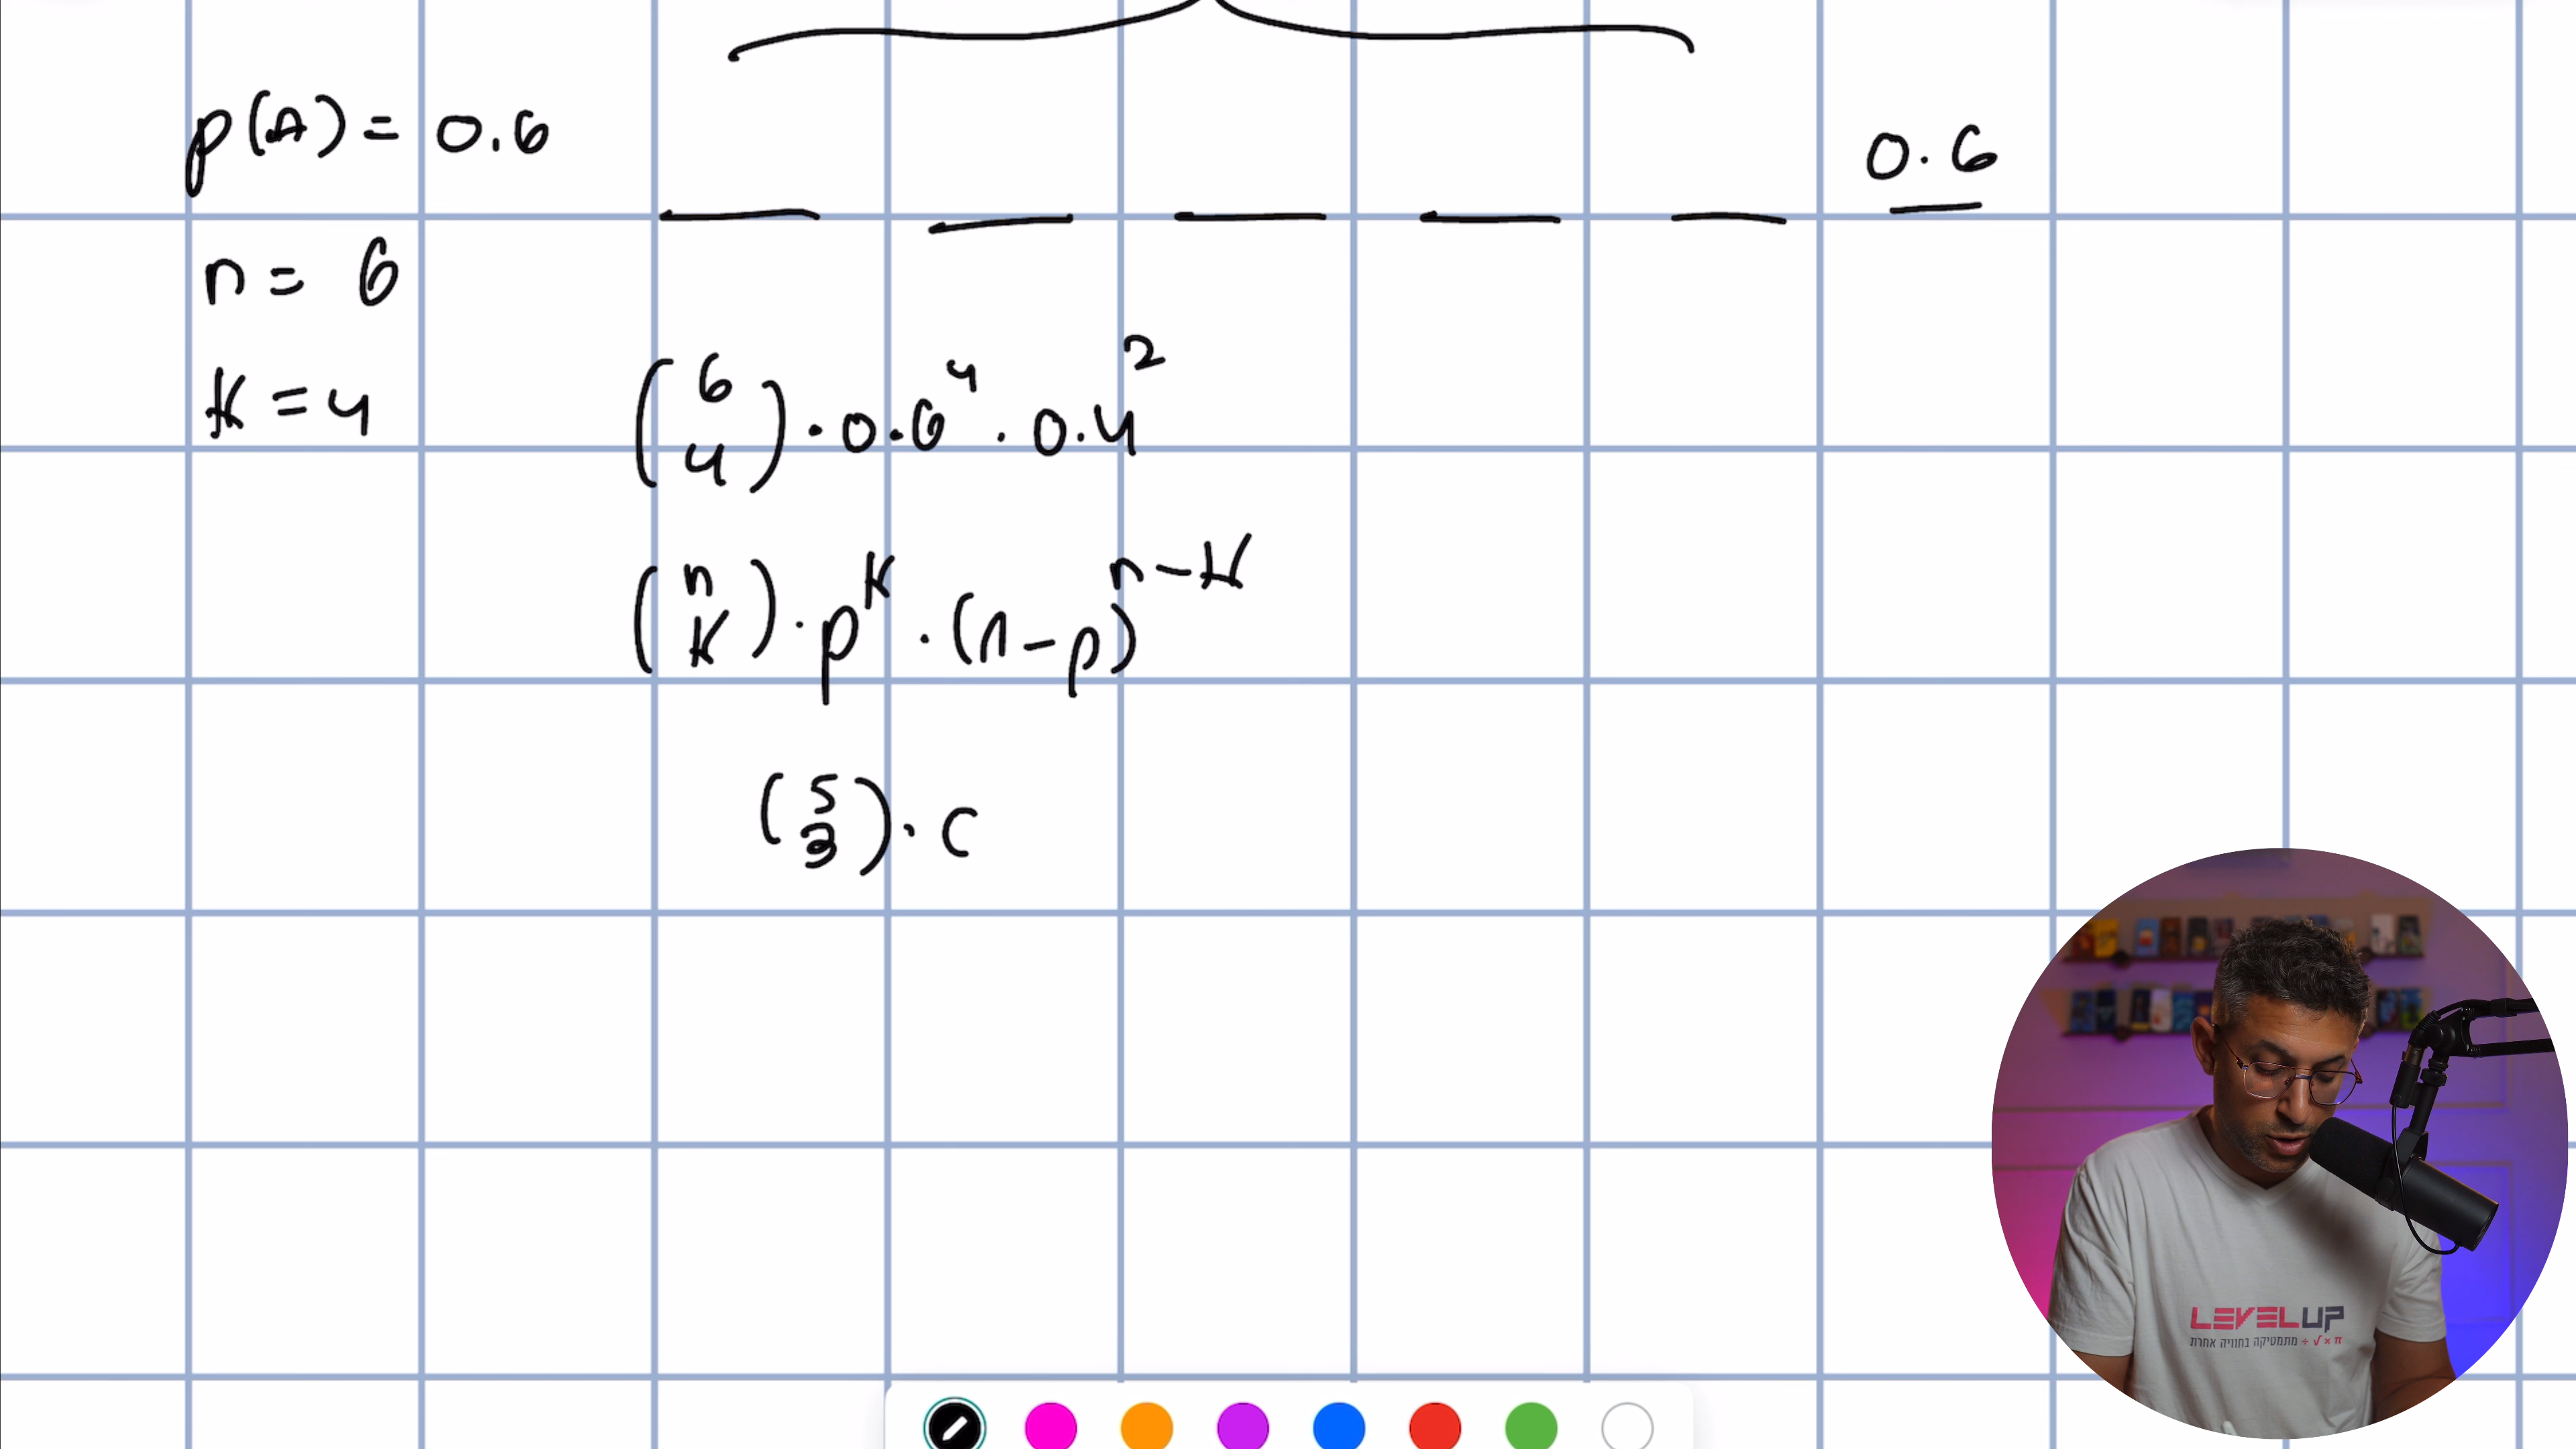 p(A) = 0.6
0.6
n = 6
K = 4
(6 4) · 0.6^4 · 0.4^2
(n K) · p^K · (1-p)^n-K
(5 3) · c
LEVELUP
מתמטיקה בחוויה אחרת ÷ √ × π